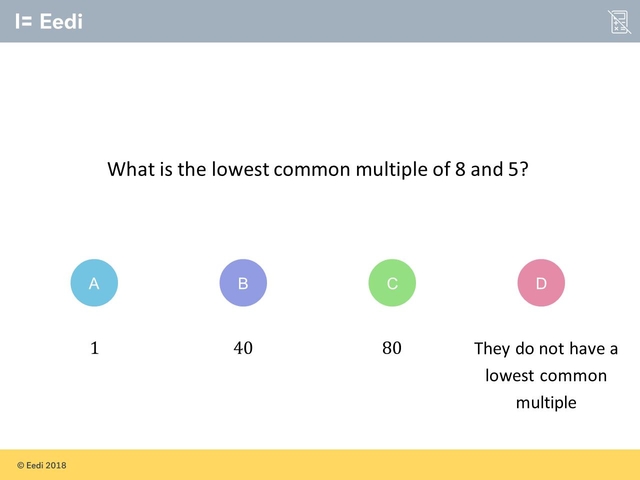 Eedi
What is the lowest common multiple of 8 and 5?
A
B
C
D
1
40
80
They do not have a
lowest common
multiple
© Eedi 2018